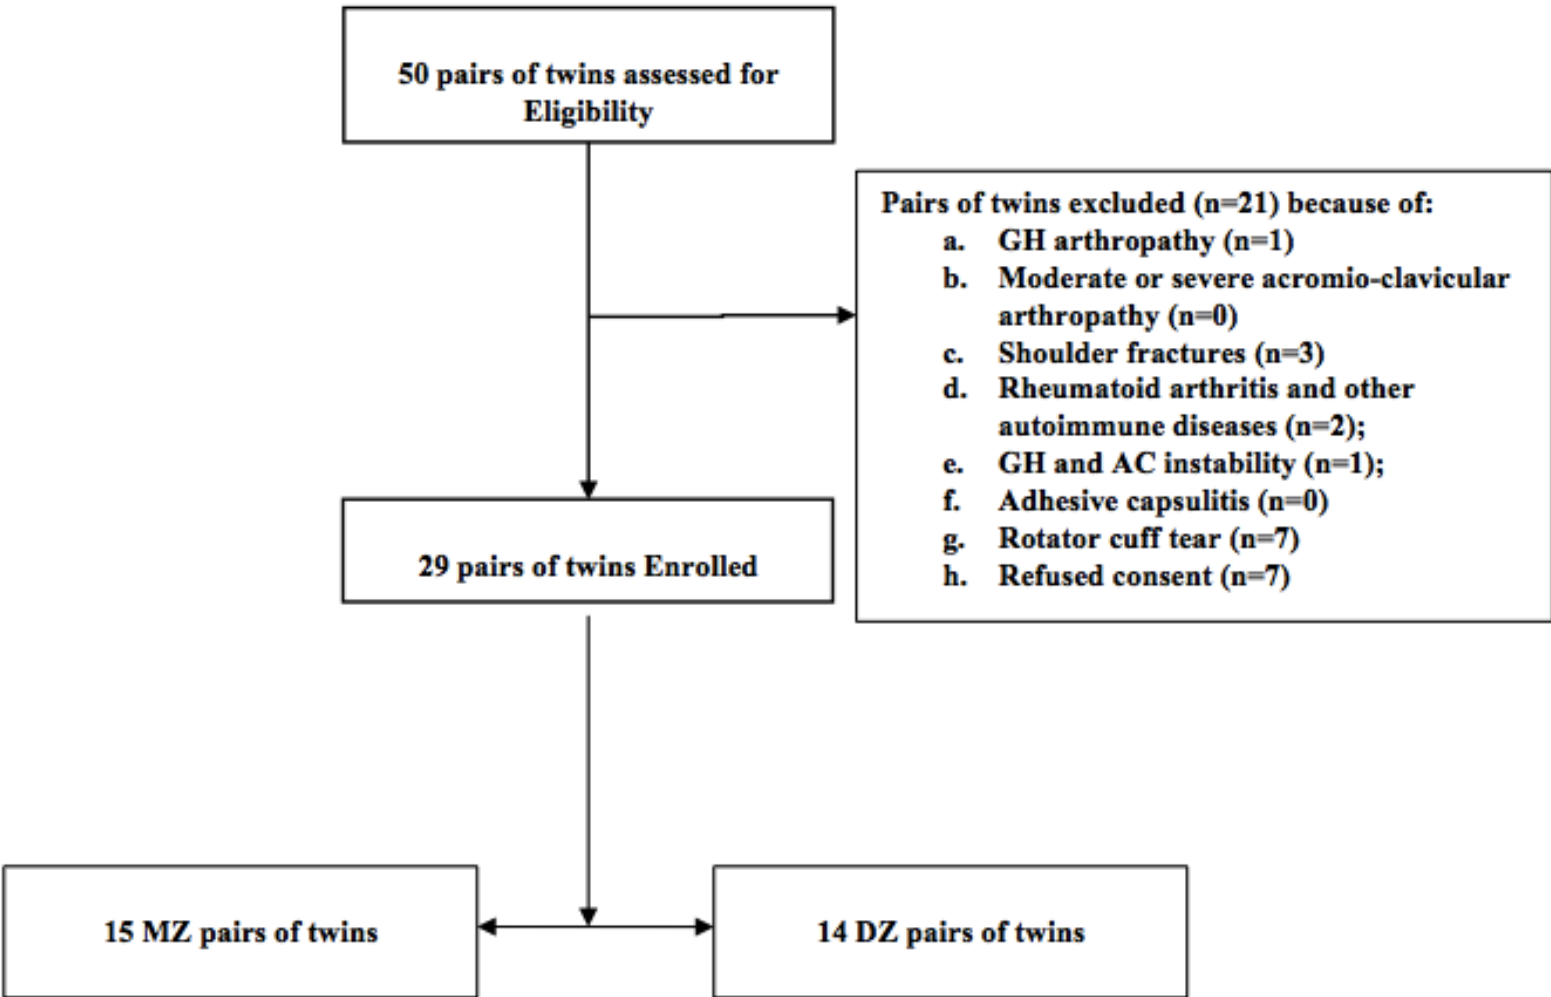 50 pairs of twins assessed for
Eligibility
Pairs of twins excluded (n=21) because of:
a. GH arthropathy (n=1)
b. Moderate or severe acromio-clavicular
arthropathy (n=0)
c. Shoulder fractures (n=3)
d. Rheumatoid arthritis and other
autoimmune diseases (n=2);
e. GH and AC instability (n=1);
f. Adhesive capsulitis (n=0)
g. Rotator cuff tear (n=7)
h. Refused consent (n=7)
29 pairs of twins Enrolled
15 MZ pairs of twins
14 DZ pairs of twins